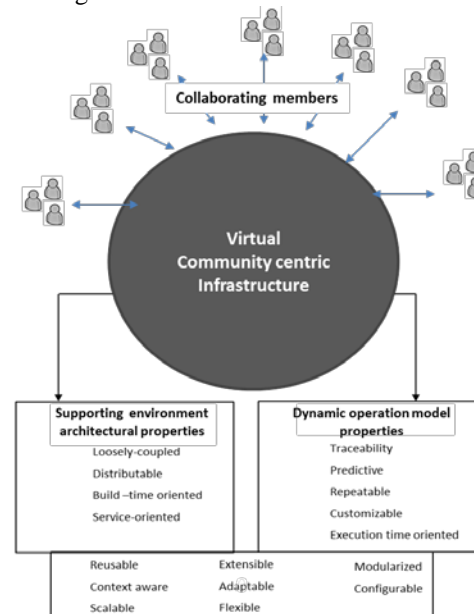 Collaborating members
Virtual
Community centric
Infrastructure
Supporting environment
architectural properties
Loosely-coupled
Distributable
Build –time oriented
Service-oriented
Dynamic operation model
properties
Traceability
Predictive
Repeatable
Customizable
Execution time oriented
Reusable Extensible Modularized
Context aware Adaptable Configurable
Scalable Flexible